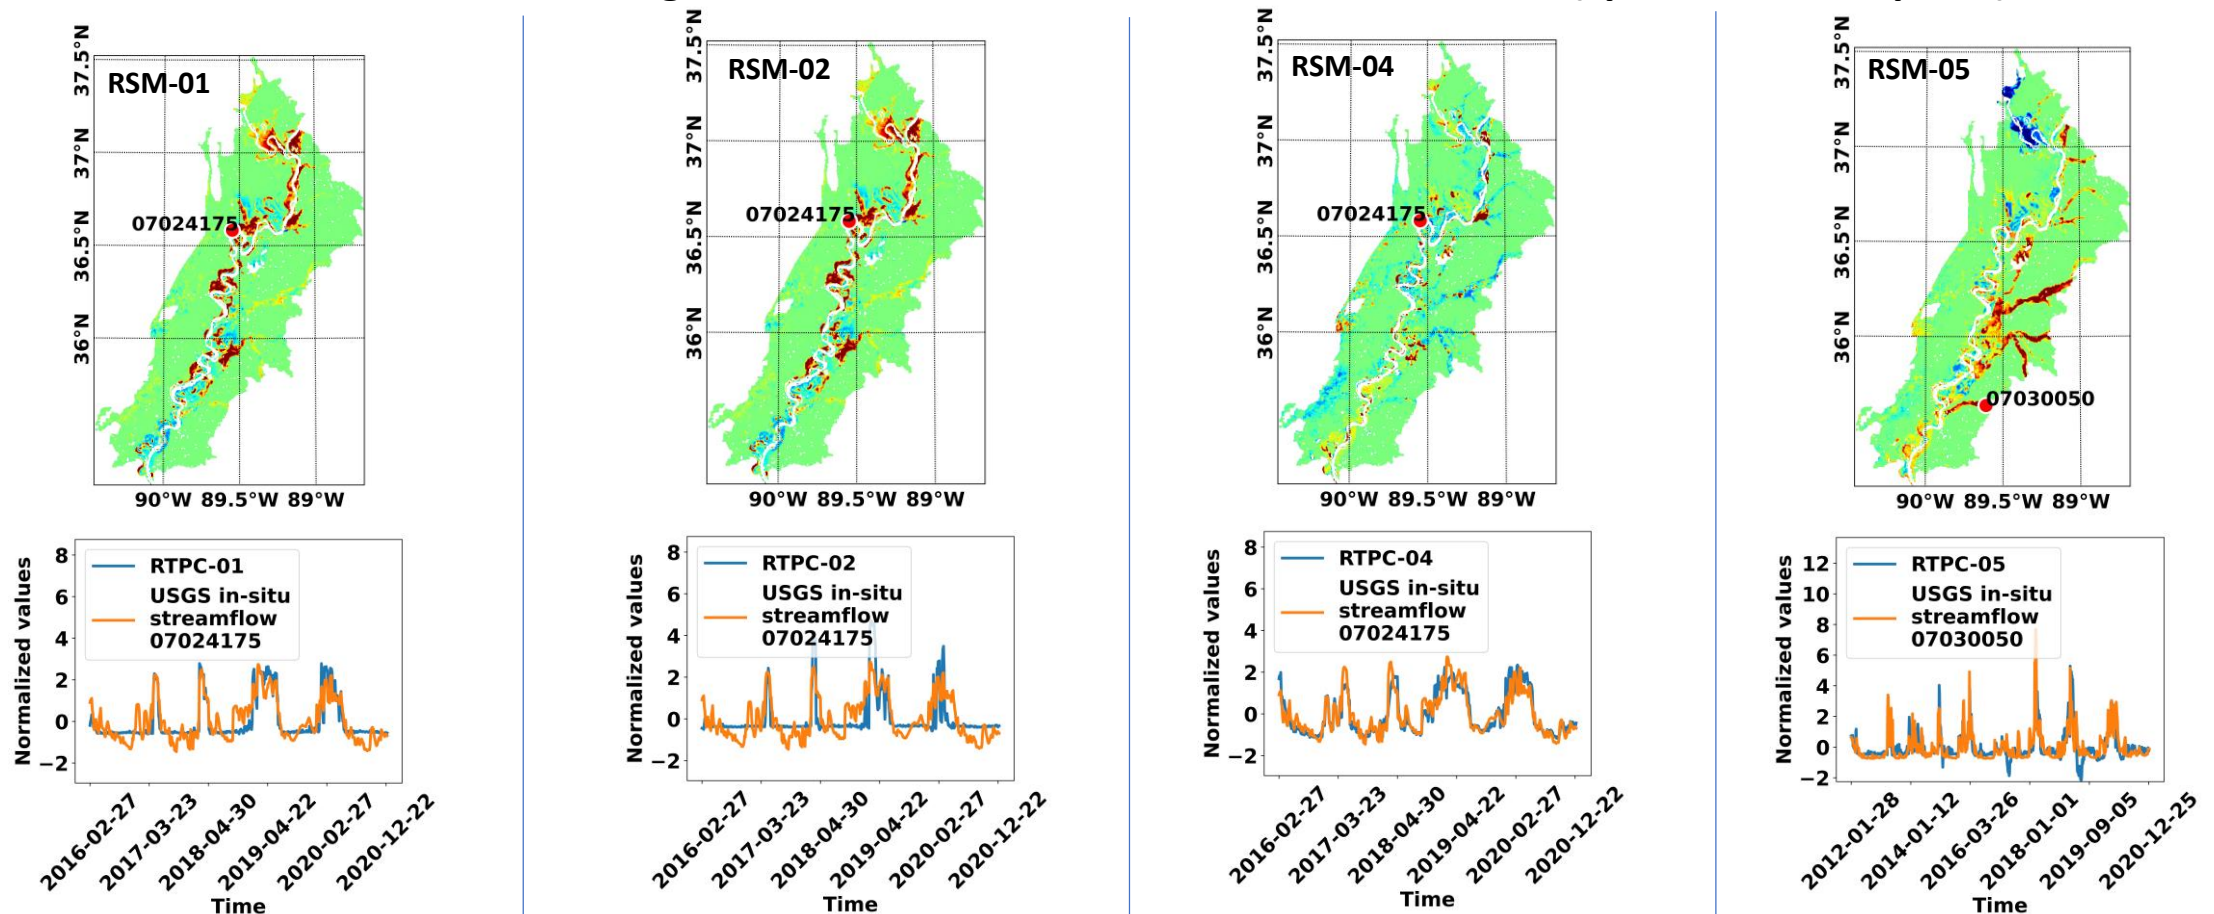 RSM-01
37.5°N
37°N
36.5°N
36°N
07024175
90°W 89.5°W 89°W
RSM-02
37.5°N
37°N
36.5°N
36°N
07024175
90°W 89.5°W 89°W
RSM-04
37.5°N
37°N
36.5°N
36°N
07024175
90°W 89.5°W 89°W
RSM-05
37.5°N
37°N
36.5°N
36°N
07030050
90°W 89.5°W 89°W
Normalized values
8
6
4
2
0
−2
RTPC-01
USGS in-situ
streamflow
07024175
2016-02-27
2017-03-23
2018-04-30
2019-04-22
2020-02-27
2020-12-22
Time
Normalized values
8
6
4
2
0
−2
RTPC-02
USGS in-situ
streamflow
07024175
2016-02-27
2017-03-23
2018-04-30
2019-04-22
2020-02-27
2020-12-22
Time
Normalized values
8
6
4
2
0
−2
RTPC-04
USGS in-situ
streamflow
07024175
2016-02-27
2017-03-23
2018-04-30
2019-04-22
2020-02-27
2020-12-22
Time
Normalized values
12
10
8
6
4
2
0
−2
RTPC-05
USGS in-situ
streamflow
07030050
2012-01-28
2014-01-12
2016-03-26
2018-01-01
2019-09-05
2020-12-25
Time